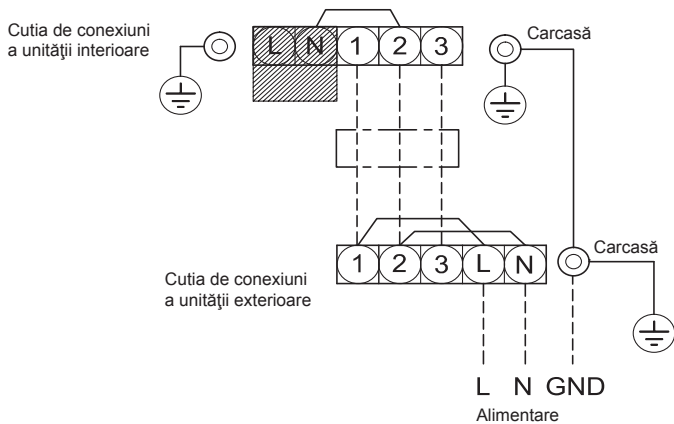 Cutia de conexiuni
a unităţii interioare
L N 1 2 3
Carcasă
1 2 3 L N
Carcasă
Cutia de conexiuni
a unităţii exterioare
L N GND
Alimentare